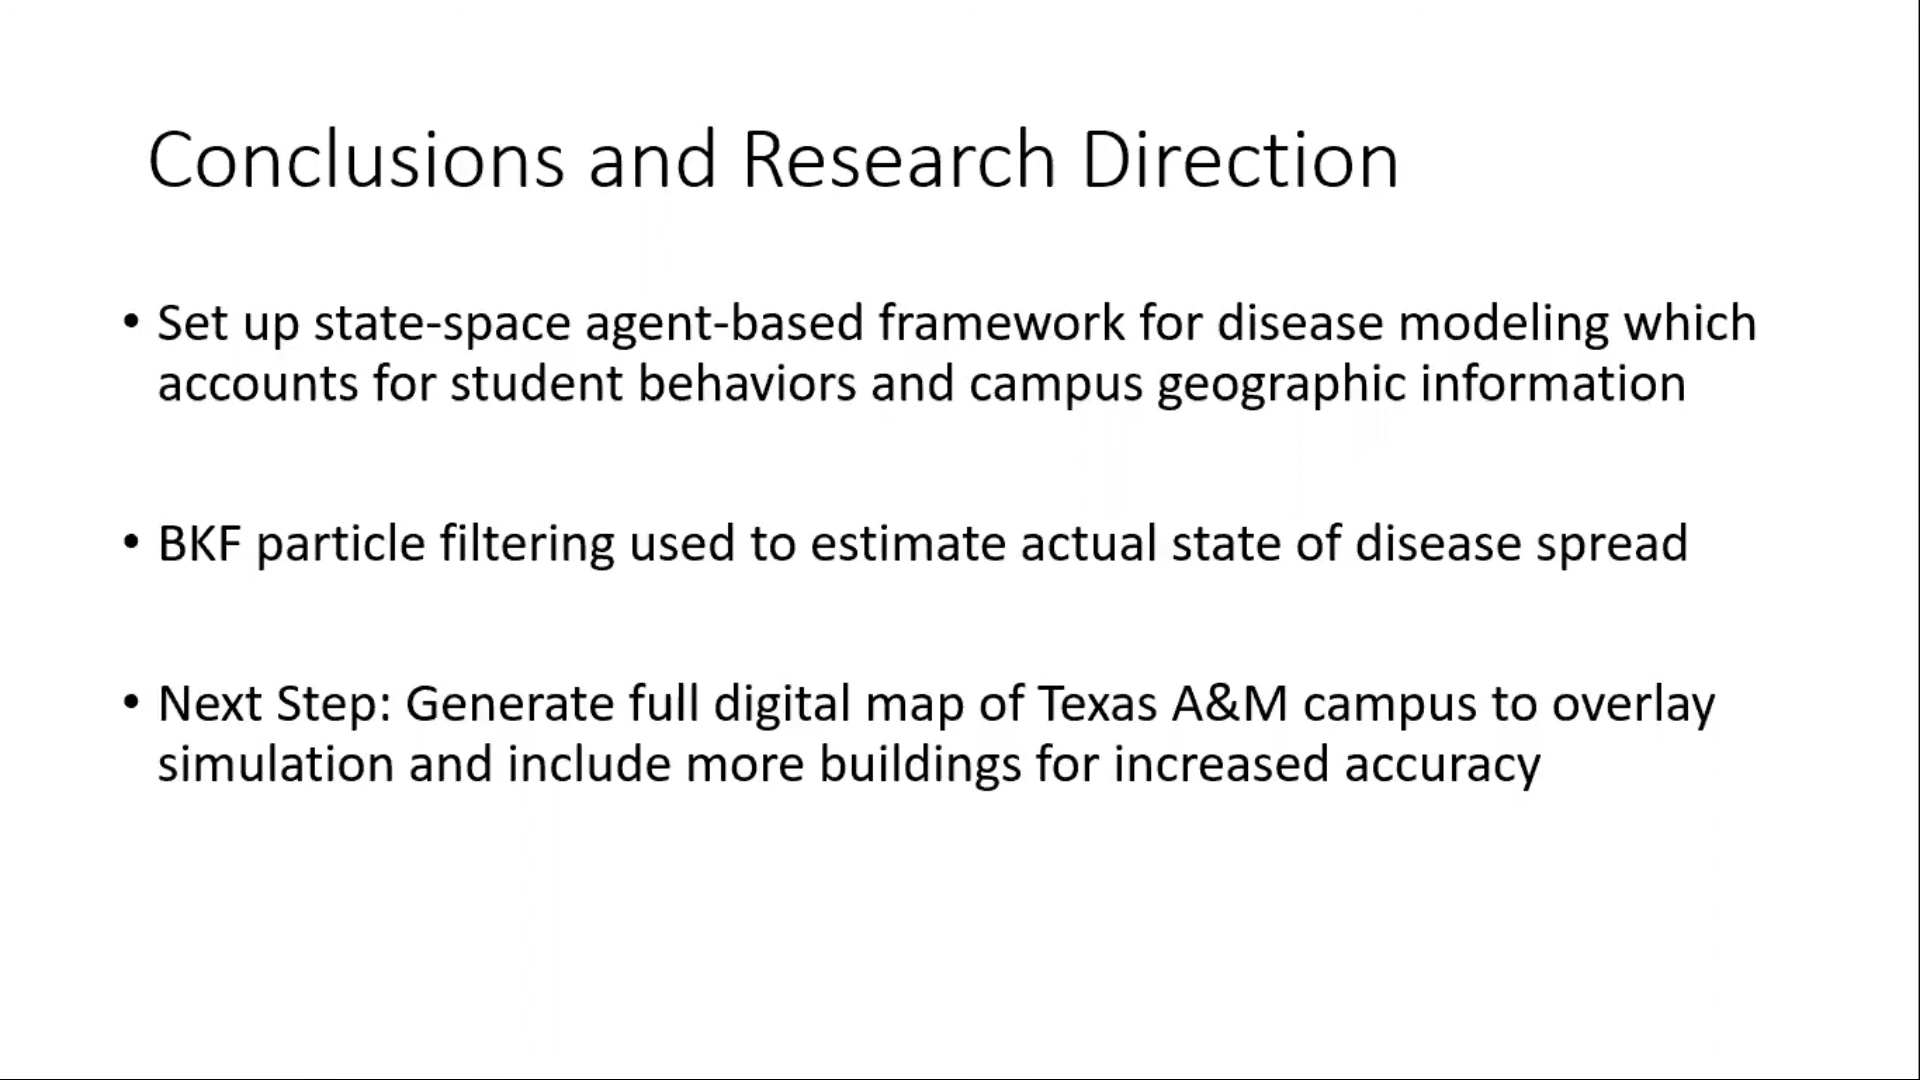 Conclusions and Research Direction
• Set up state-space agent-based framework for disease modeling which
accounts for student behaviors and campus geographic information
• BKF particle filtering used to estimate actual state of disease spread
• Next Step: Generate full digital map of Texas A&M campus to overlay
simulation and include more buildings for increased accuracy